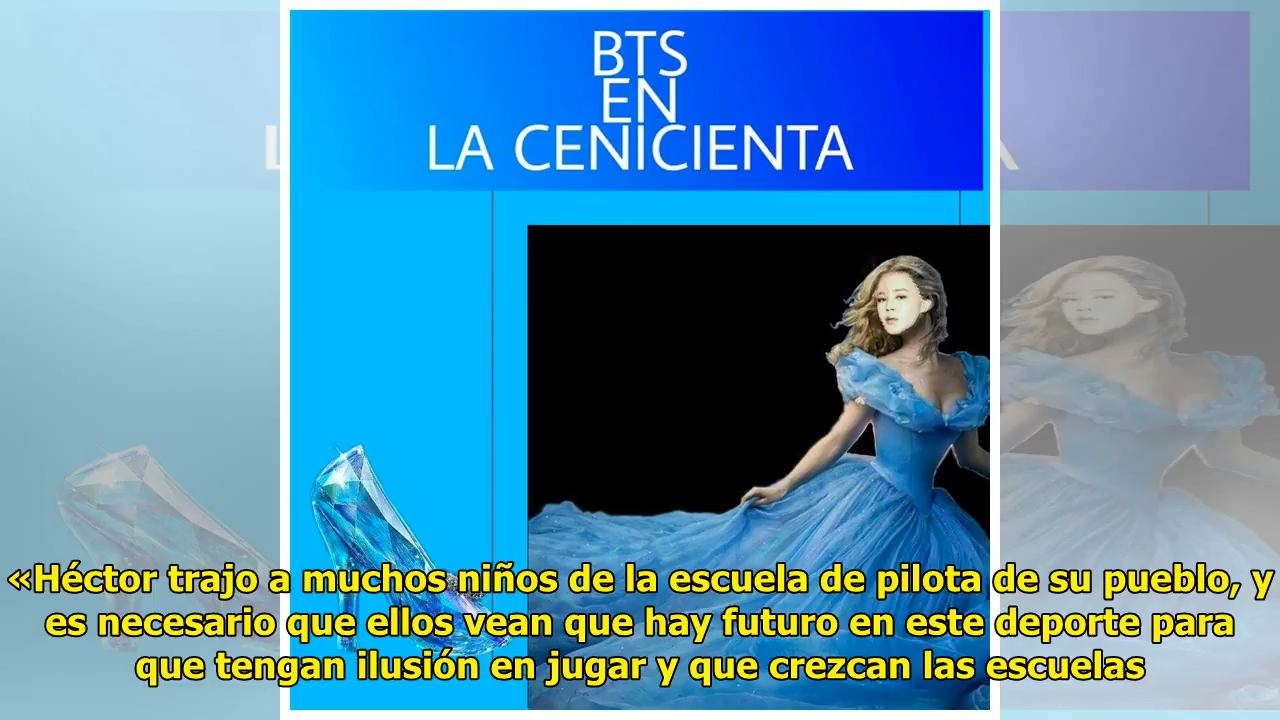 BTS
EN
LA CENICIENTA
«Héctor trajo a muchos niños de la escuela de pilota de su pueblo, y
es necesario que ellos vean que hay futuro en este deporte para
que tengan ilusión en jugar y que crezcan las escuelas